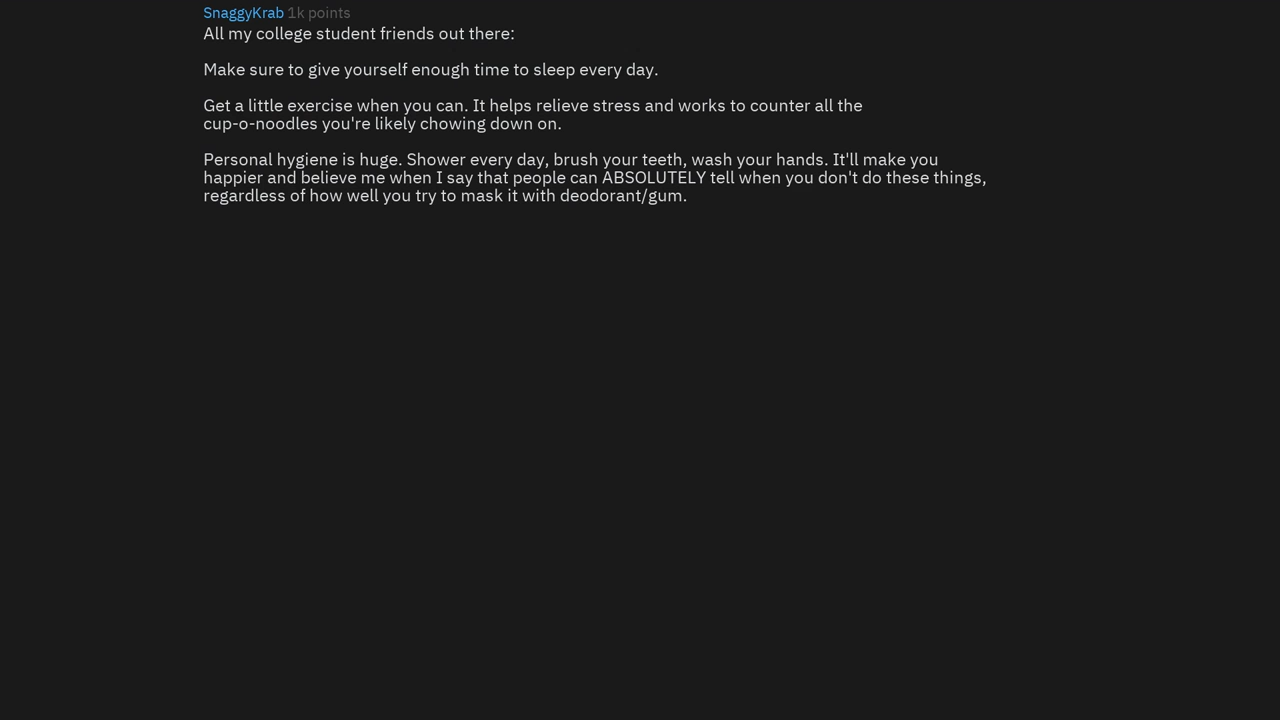 SnaggyKrab 1k points
All my college student friends out there:
Make sure to give yourself enough time to sleep every day.
Get a little exercise when you can. It helps relieve stress and works to counter all the
cup-o-noodles you're likely chowing down on.
Personal hygiene is huge. Shower every day, brush your teeth, wash your hands. It'll make you
happier and believe me when I say that people can ABSOLUTELY tell when you don't do these things,
regardless of how well you try to mask it with deodorant/gum.